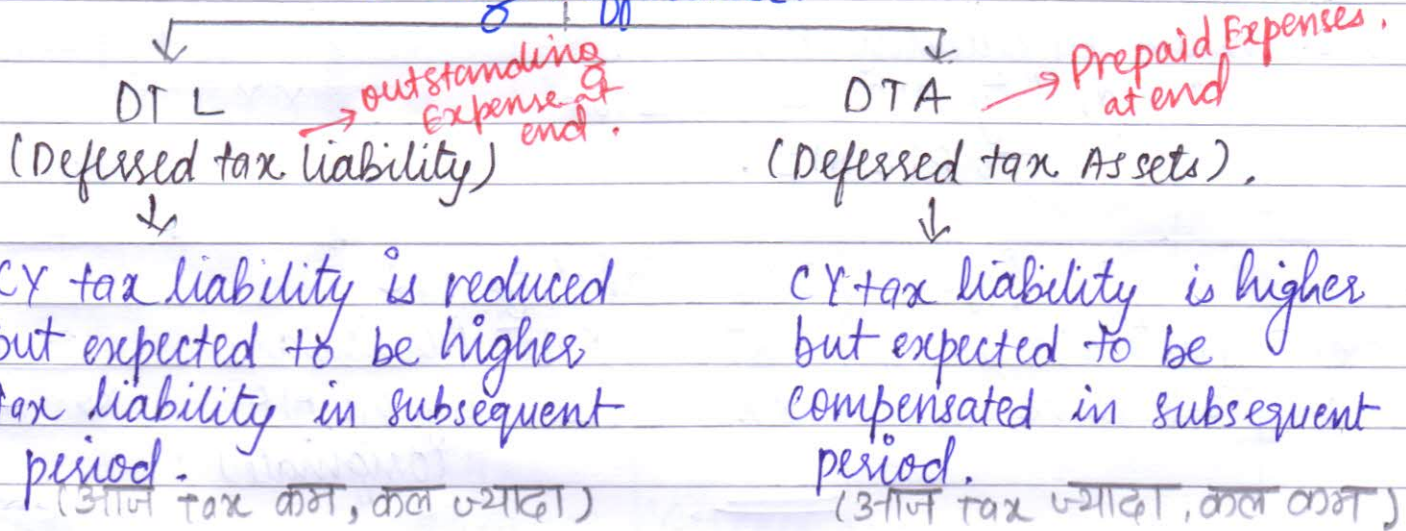 DTL
→ outstanding
Expense at
end.
(Deferred tax liability)
CY tax liability is reduced
but expected to be higher
tax liability in subsequent
period.
(आज tax कम, कल ज्यादा)
DTA
→ Prepaid Expenses.
at end
(Deferred tax Assets).
CY tax liability is higher
but expected to be
compensated in subsequent
period.
(आज tax ज्यादा, कल कम)